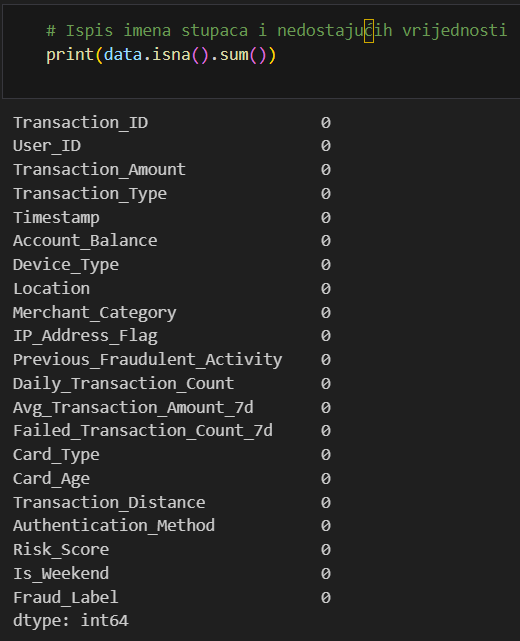 # Ispis imena stupaca i nedostajućih vrijednosti
print(data.isna().sum())
Transaction_ID 0
User_ID 0
Transaction_Amount 0
Transaction_Type 0
Timestamp 0
Account_Balance 0
Device_Type 0
Location 0
Merchant_Category 0
IP_Address_Flag 0
Previous_Fraudulent_Activity 0
Daily_Transaction_Count 0
Avg_Transaction_Amount_7d 0
Failed_Transaction_Count_7d 0
Card_Type 0
Card_Age 0
Transaction_Distance 0
Authentication_Method 0
Risk_Score 0
Is_Weekend 0
Fraud_Label 0
dtype: int64